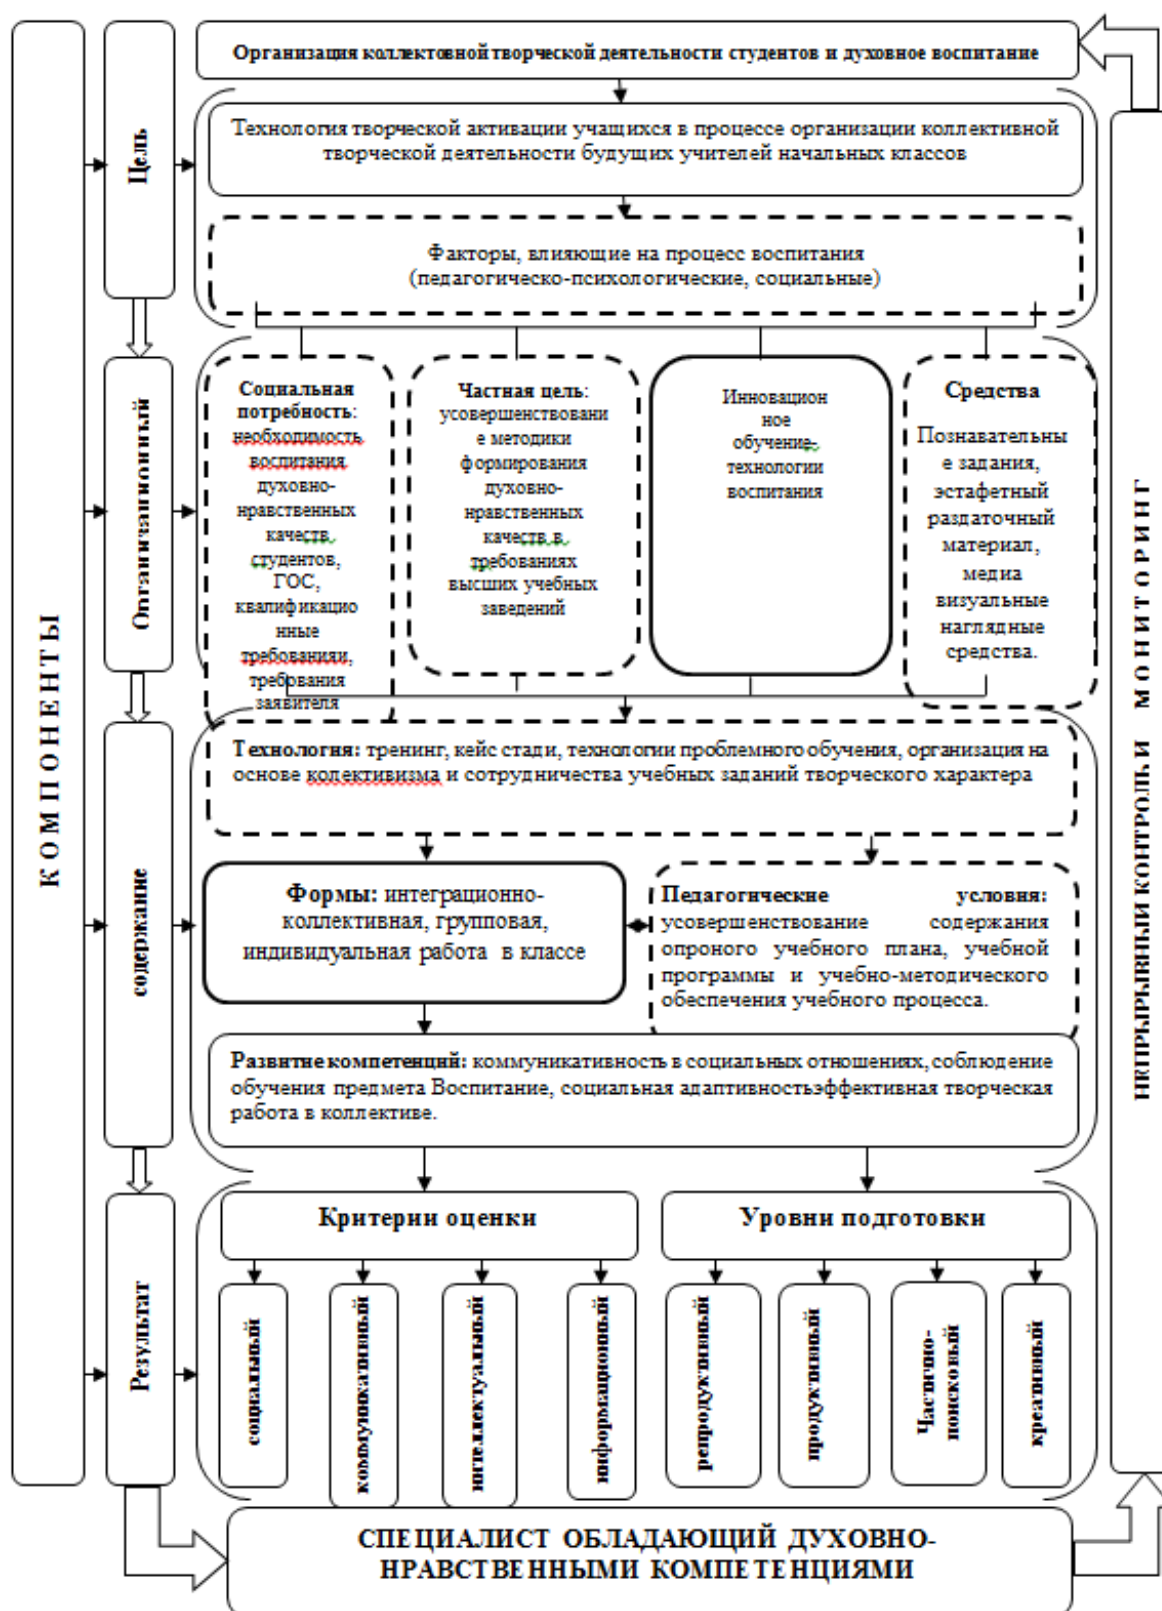 Организация коллектовной творческой деятельности студентов и духовное воспитание
Технология творческой активации учащихся в процессе организации коллективной
творческой деятельности будущих учителей начальных классов
Факторы, влияющие на процесс воспитания
(педагогическо-психологические, социальные)
КОМПОНЕНТЫ
Цель
Организационный
содержание
Результат
Социальная
потребность:
необходимость
воспитания
духовно-
нравственных
качеств
студентов,
ГОС,
квалификацио
нные
требованияи,
требования
заявителя
Частная цель:
усовершенствовани
е методики
формирования
духовно-
нравственных
качеств в
требованиях
высших учебных
заведений
Инновацион
ное
обучение-
технологии
воспитания
Средства
Познавательны
е задания,
эстафетный
раздаточный
материал,
медиа
визуальные
наглядные
средства.
Технология: тренинг, кейс стади, технологии проблемного обучения, организация на
основе колективизма и сотрудничества учебных заданий творческого характера
Формы: интеграционно-
коллективная, групповая,
индивидуальная работа в классе
Педагогические условия:
усовершенствование содержания
опроного учебного плана, учебной
программы и учебно-методического
обеспечения учебного процесса.
Развитие компетенций: коммуникативность в социальных отношениях, соблюдение
обучения предмета Воспитание, социальная адаптивностьэффективная творческая
работа в коллективе.
Критерии оценки
Уровни подготовки
социальный
коммуникативный
интеллектуальный
информационный
репродуктивный
продуктивный
Частично-
поисковый
креативный
СПЕЦИАЛИСТ ОБЛАДАЮЩИЙ ДУХОВНО-
НРАВСТВЕННЫМИ КОМПЕТЕНЦИЯМИ
НЕПРЫРЫВНЫЙ КОНТРОЛЬ И МОНИТОРИНГ